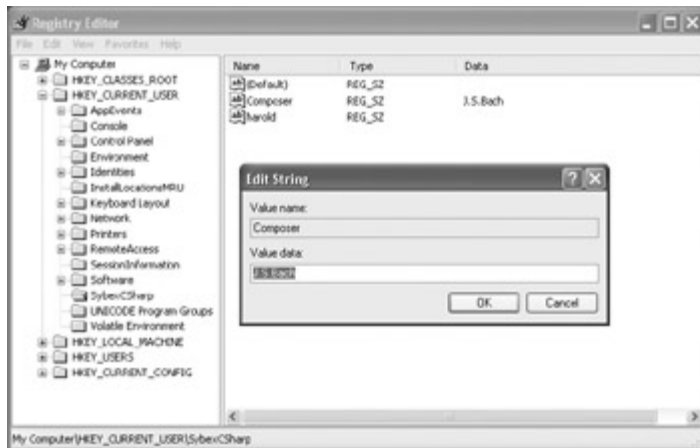 Registry Editor
File Edit View Favorites Help
My Computer
HKEY_CLASSES_ROOT
HKEY_CURRENT_USER
AppEvents
Console
Control Panel
Environment
Identities
InstallLocationsMRU
Keyboard Layout
Network
Printers
RemoteAccess
SessionInformation
Software
SybexCSharp
UNICODE Program Groups
Volatile Environment
HKEY_LOCAL_MACHINE
HKEY_USERS
HKEY_CURRENT_CONFIG
Name Type Data
(Default) REG_SZ
Composer REG_SZ J.S.Bach
harold REG_SZ
Edit String
Value name:
Composer
Value data:
J.S.Bach
OK Cancel
My Computer\HKEY_CURRENT_USER\SybexCSharp